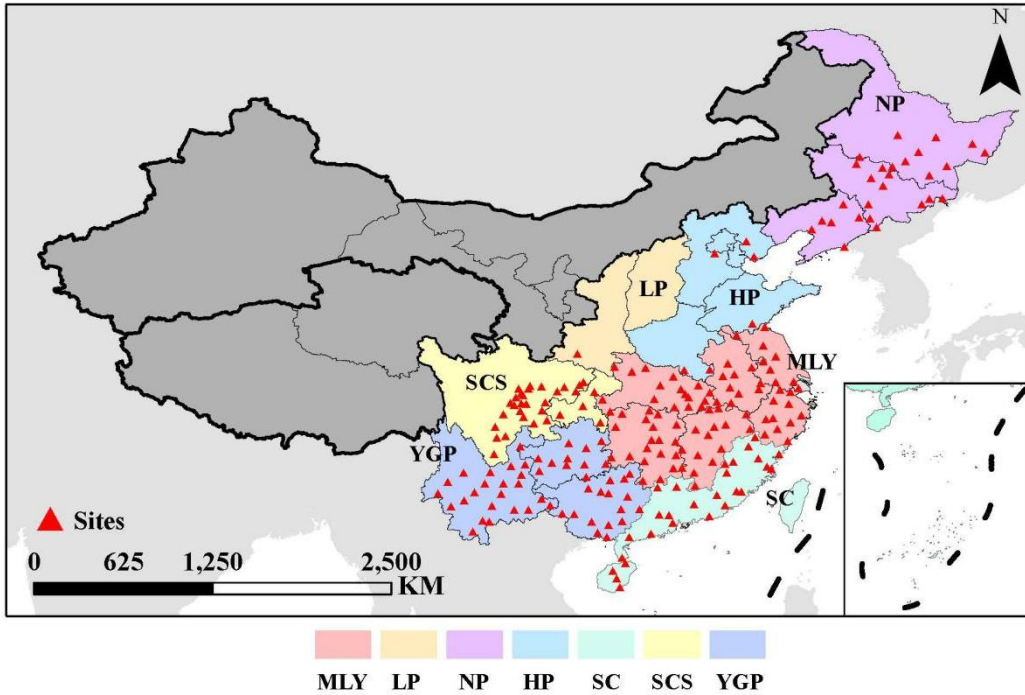 N
NP
LP
HP
MLY
SCS
YGP
SC
Sites
0 625 1,250 2,500
KM
MLY LP NP HP SC SCS YGP